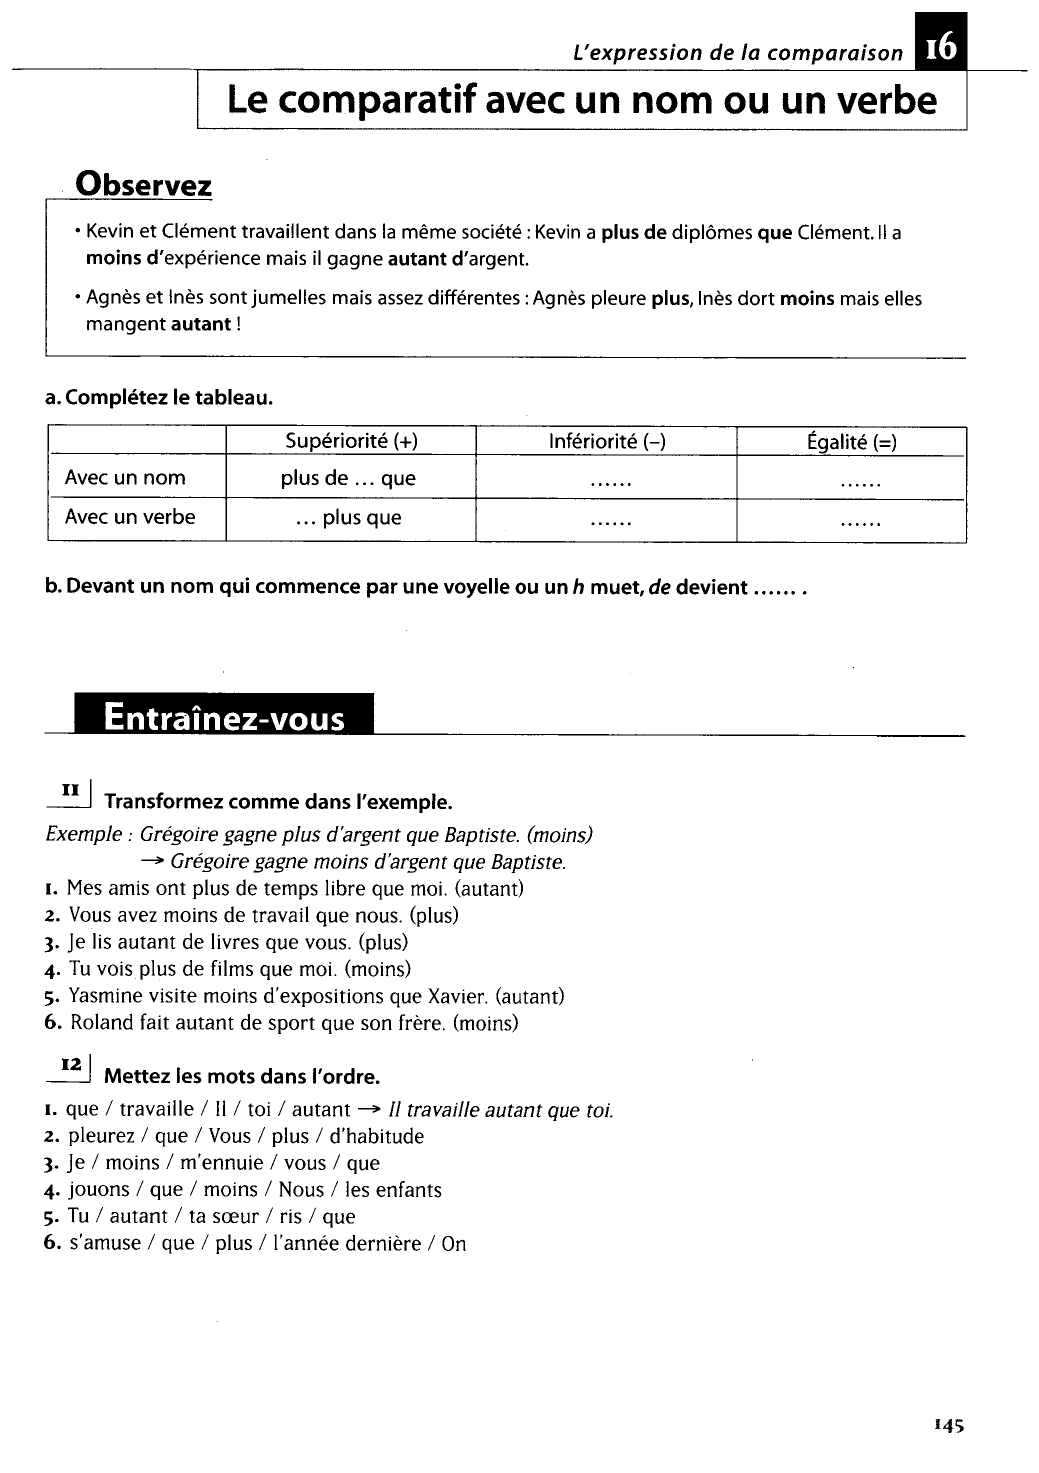 L'expression de la comparaison 16
Le comparatif avec un nom ou un verbe
Observez
• Kevin et Clément travaillent dans la même société : Kevin a plus de diplômes que Clément. Il a
moins d'expérience mais il gagne autant d'argent.
• Agnès et Inès sont jumelles mais assez différentes : Agnès pleure plus, Inès dort moins mais elles
mangent autant !
a. Complétez le tableau.
Supériorité (+) Infériorité (–) Égalité (=)
Avec un nom plus de ... que ...... ......
Avec un verbe ... plus que ...... ......
b. Devant un nom qui commence par une voyelle ou un h muet, de devient ...... .
Entraînez-vous
11 Transformez comme dans l'exemple.
Exemple : Grégoire gagne plus d'argent que Baptiste. (moins)
→ Grégoire gagne moins d'argent que Baptiste.
1. Mes amis ont plus de temps libre que moi. (autant)
2. Vous avez moins de travail que nous. (plus)
3. Je lis autant de livres que vous. (plus)
4. Tu vois plus de films que moi. (moins)
5. Yasmine visite moins d'expositions que Xavier. (autant)
6. Roland fait autant de sport que son frère. (moins)
12 Mettez les mots dans l'ordre.
1. que / travaille / Il / toi / autant → Il travaille autant que toi.
2. pleurez / que / Vous / plus / d'habitude
3. Je / moins / m'ennuie / vous / que
4. jouons / que / moins / Nous / les enfants
5. Tu / autant / ta sœur / ris / que
6. s'amuse / que / plus / l'année dernière / On
145